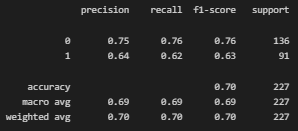 precision recall f1-score support
0 0.75 0.76 0.76 136
1 0.64 0.62 0.63 91
accuracy 0.70 227
macro avg 0.69 0.69 0.69 227
weighted avg 0.70 0.70 0.70 227